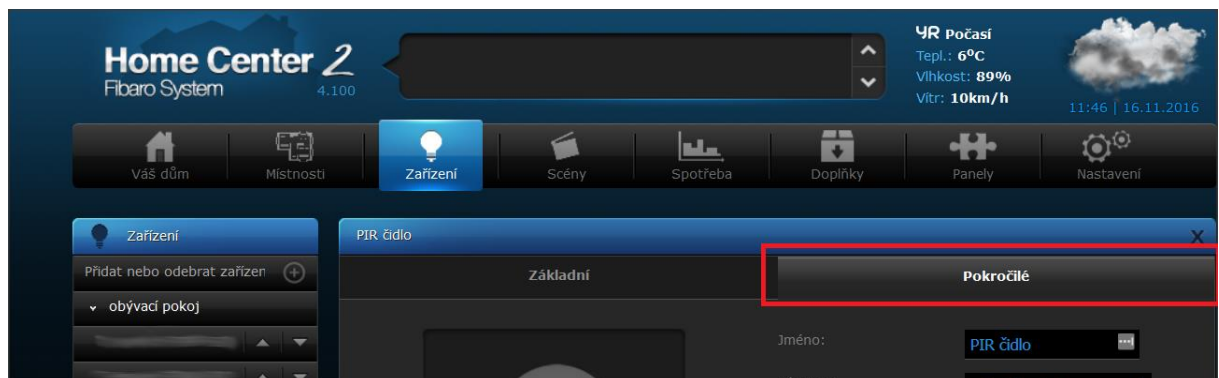 Home Center 2
Fibaro System
4.100
YR Počasí
Tepl.: 6°C
Vlhkost: 89%
Vítr: 10km/h
11:46 | 16.11.2016
Váš dům
Místnosti
Zařízení
Scény
Spotřeba
Doplňky
Panely
Nastavení
Zařízení
Přidat nebo odebrat zařízen
obývací pokoj
PIR čidlo
X
Základní
Pokročilé
Jméno:
PIR čidlo